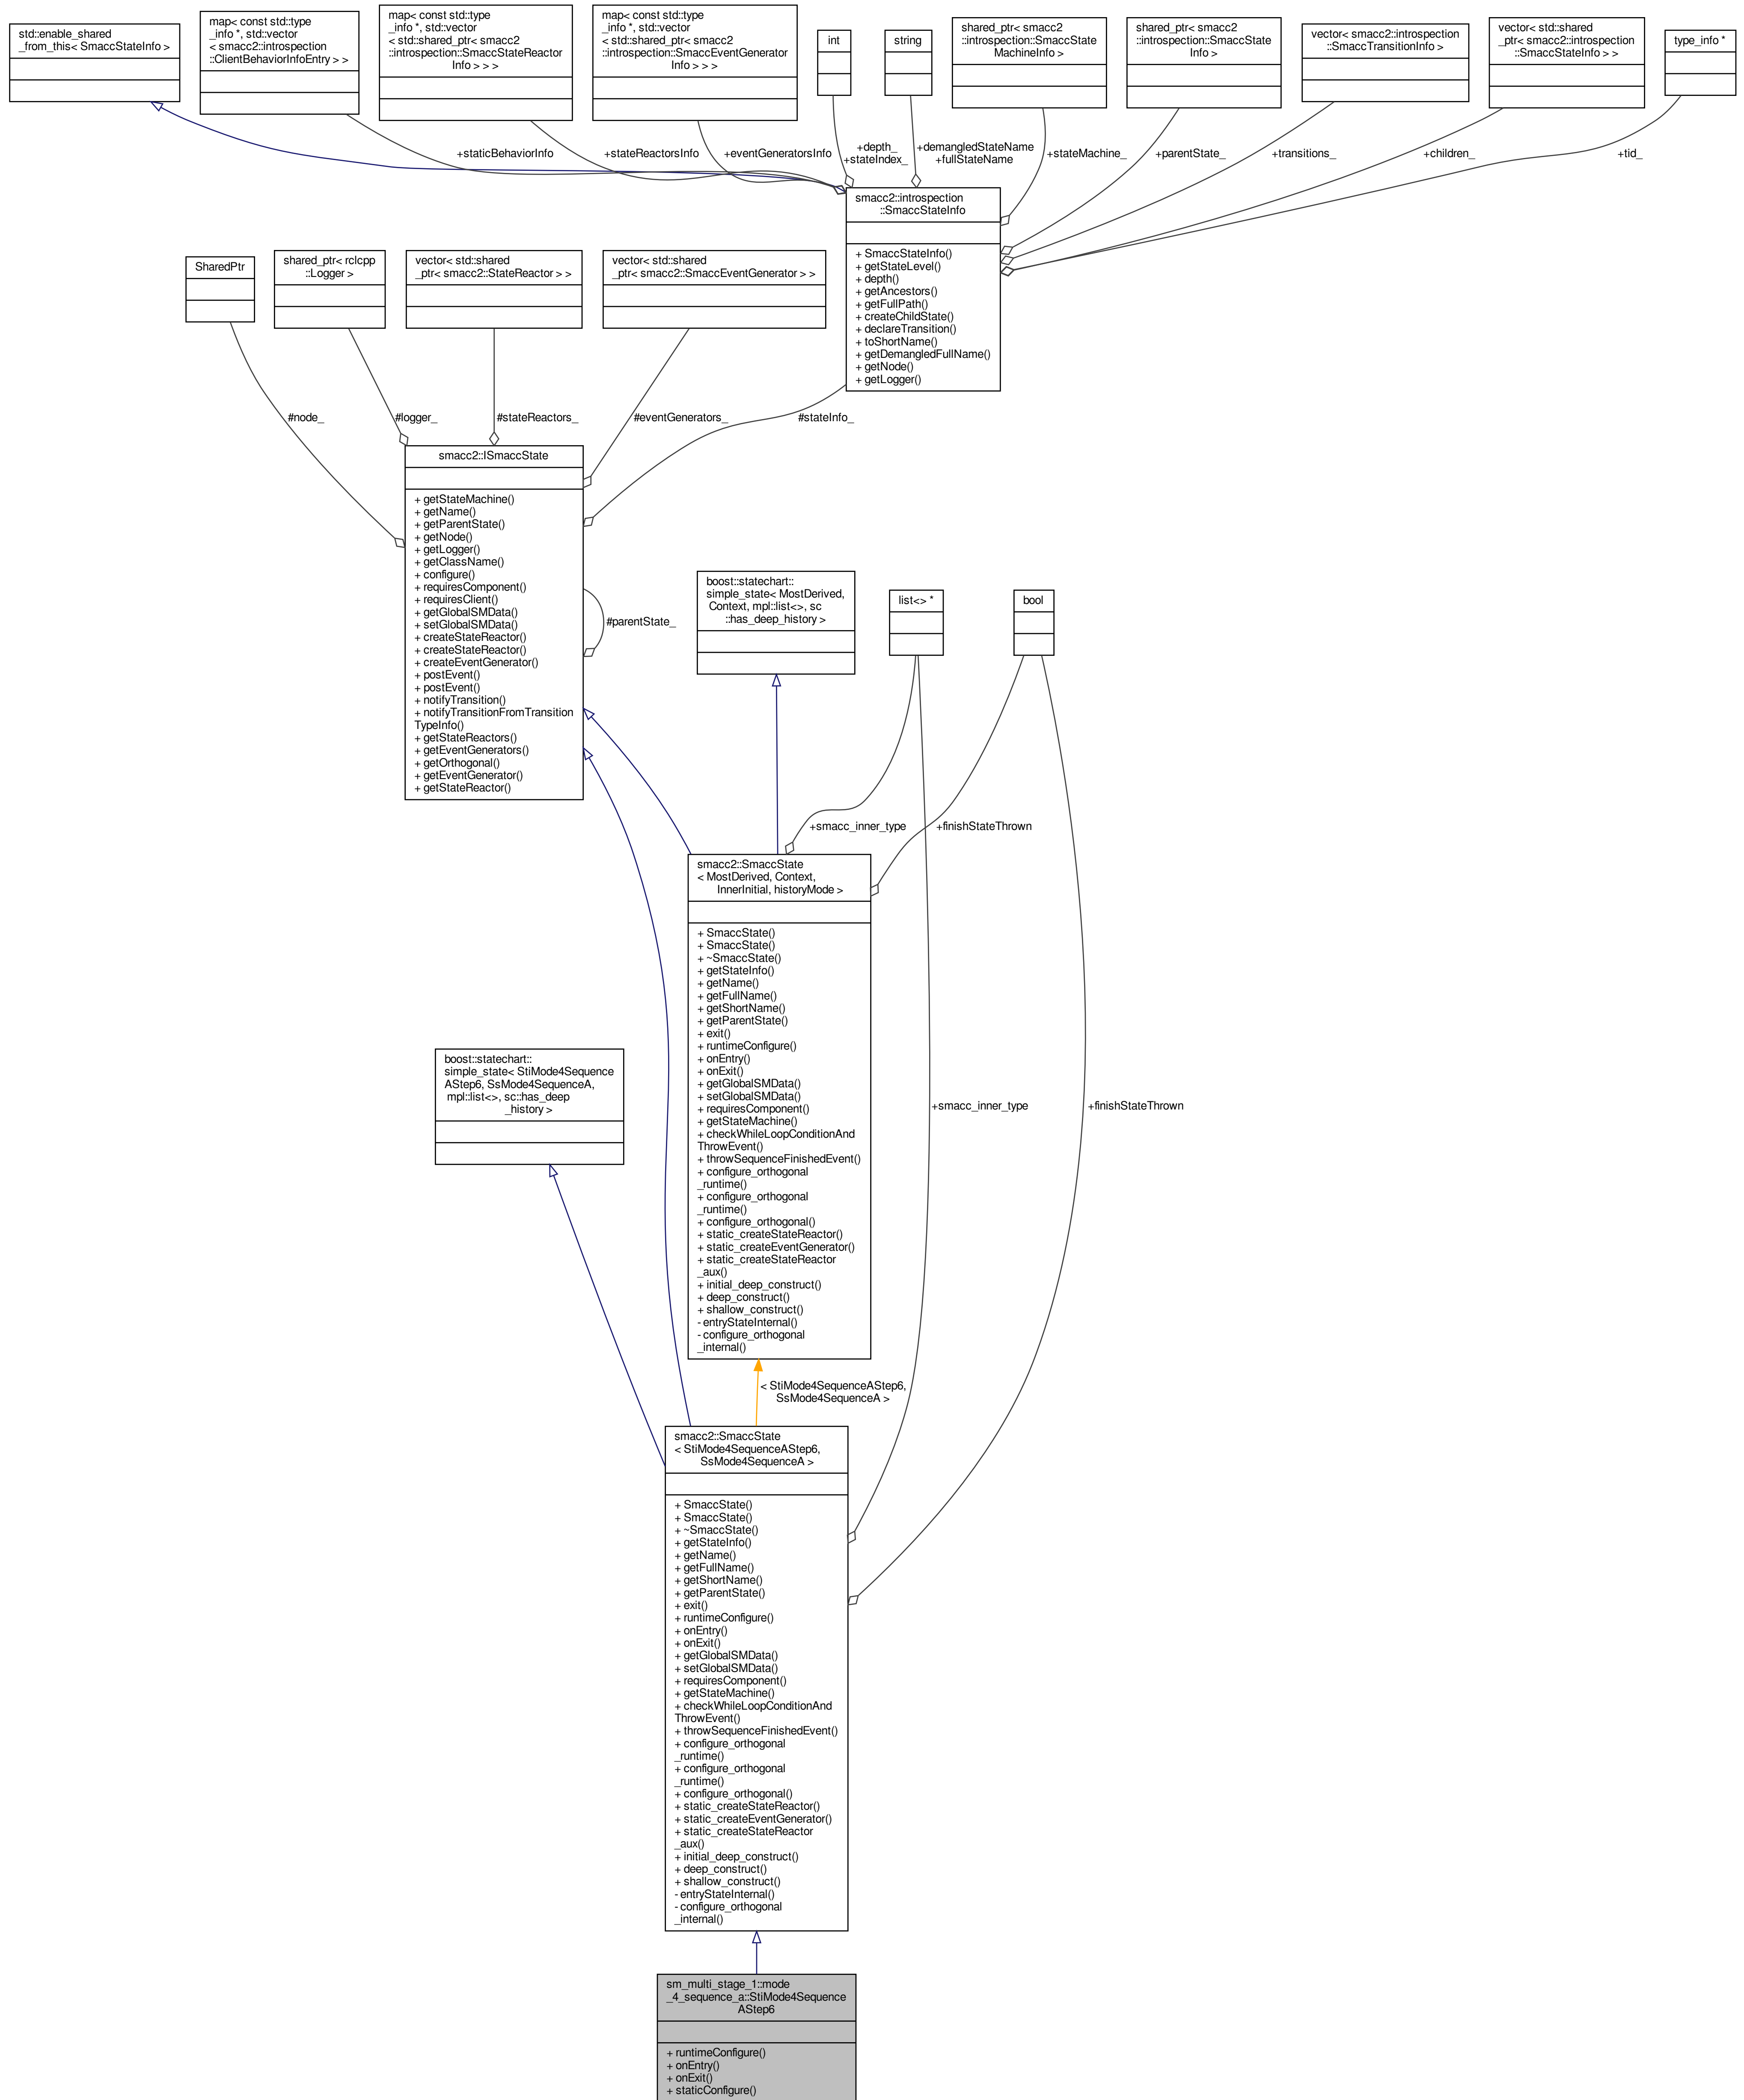 std::enable_shared
_from_this< SmaccStateInfo >
map< const std::type
_info *, std::vector
< smacc2::introspection
::ClientBehaviorInfoEntry > >
map< const std::type
_info *, std::vector
< std::shared_ptr< smacc2
::introspection::SmaccStateReactor
Info > > >
map< const std::type
_info *, std::vector
< std::shared_ptr< smacc2
::introspection::SmaccEventGenerator
Info > > >
int
string
shared_ptr< smacc2
::introspection::SmaccState
MachineInfo >
shared_ptr< smacc2
::introspection::SmaccState
Info >
vector< smacc2::introspection
::SmaccTransitionInfo >
vector< std::shared
_ptr< smacc2::introspection
::SmaccStateInfo > >
type_info *
+staticBehaviorInfo
+stateReactorsInfo
+eventGeneratorsInfo
+depth_
+stateIndex_
+demangledStateName
+fullStateName
+stateMachine_
+parentState_
+transitions_
+children_
+tid_
smacc2::introspection
::SmaccStateInfo
+ SmaccStateInfo()
+ getStateLevel()
+ depth()
+ getAncestors()
+ getFullPath()
+ createChildState()
+ declareTransition()
+ toShortName()
+ getDemangledFullName()
+ getNode()
+ getLogger()
SharedPtr
shared_ptr< rclcpp
::Logger >
vector< std::shared
_ptr< smacc2::StateReactor > >
vector< std::shared
_ptr< smacc2::SmaccEventGenerator > >
#node_
#logger_
#stateReactors_
#eventGenerators_
#stateInfo_
smacc2::ISmaccState
+ getStateMachine()
+ getName()
+ getParentState()
+ getNode()
+ getLogger()
+ getClassName()
+ configure()
+ requiresComponent()
+ requiresClient()
+ getGlobalSMData()
+ setGlobalSMData()
+ createStateReactor()
+ createStateReactor()
+ createEventGenerator()
+ postEvent()
+ postEvent()
+ notifyTransition()
+ notifyTransitionFromTransition
TypeInfo()
+ getStateReactors()
+ getEventGenerators()
+ getOrthogonal()
+ getEventGenerator()
+ getStateReactor()
#parentState_
boost::statechart::
simple_state< MostDerived,
Context, mpl::list<>, sc
::has_deep_history >
list<> *
bool
+smacc_inner_type
+finishStateThrown
smacc2::SmaccState
< MostDerived, Context,
InnerInitial, historyMode >
+ SmaccState()
+ SmaccState()
+ ~SmaccState()
+ getStateInfo()
+ getName()
+ getFullName()
+ getShortName()
+ getParentState()
+ exit()
+ runtimeConfigure()
+ onEntry()
+ onExit()
+ getGlobalSMData()
+ setGlobalSMData()
+ requiresComponent()
+ getStateMachine()
+ checkWhileLoopConditionAnd
ThrowEvent()
+ throwSequenceFinishedEvent()
+ configure_orthogonal
_runtime()
+ configure_orthogonal
_runtime()
+ configure_orthogonal()
+ static_createStateReactor()
+ static_createEventGenerator()
+ static_createStateReactor
_aux()
+ initial_deep_construct()
+ deep_construct()
+ shallow_construct()
- entryStateInternal()
- configure_orthogonal
_internal()
boost::statechart::
simple_state< StiMode4Sequence
AStep6, SsMode4SequenceA,
mpl::list<>, sc::has_deep
_history >
+smacc_inner_type
+finishStateThrown
< StiMode4SequenceAStep6,
SsMode4SequenceA >
smacc2::SmaccState
< StiMode4SequenceAStep6,
SsMode4SequenceA >
+ SmaccState()
+ SmaccState()
+ ~SmaccState()
+ getStateInfo()
+ getName()
+ getFullName()
+ getShortName()
+ getParentState()
+ exit()
+ runtimeConfigure()
+ onEntry()
+ onExit()
+ getGlobalSMData()
+ setGlobalSMData()
+ requiresComponent()
+ getStateMachine()
+ checkWhileLoopConditionAnd
ThrowEvent()
+ throwSequenceFinishedEvent()
+ configure_orthogonal
_runtime()
+ configure_orthogonal
_runtime()
+ configure_orthogonal()
+ static_createStateReactor()
+ static_createEventGenerator()
+ static_createStateReactor
_aux()
+ initial_deep_construct()
+ deep_construct()
+ shallow_construct()
- entryStateInternal()
- configure_orthogonal
_internal()
sm_multi_stage_1::mode
_4_sequence_a::StiMode4Sequence
AStep6
+ runtimeConfigure()
+ onEntry()
+ onExit()
+ staticConfigure()